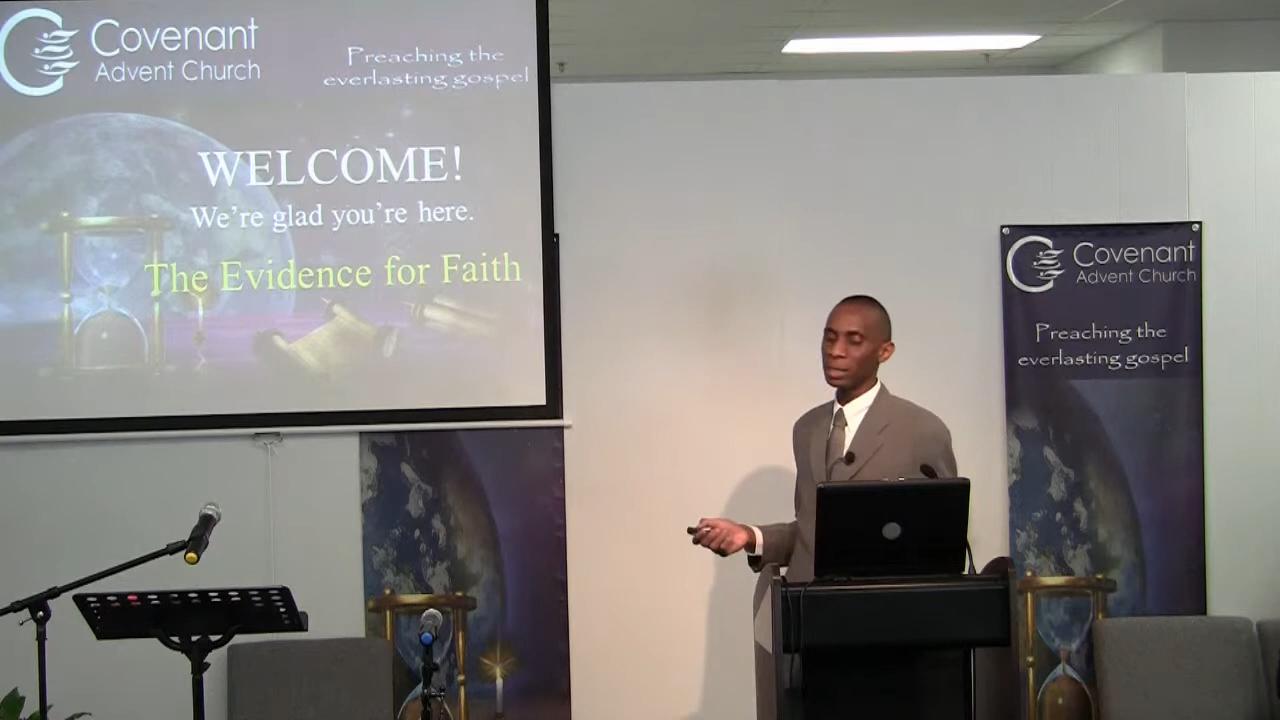 Covenant
Advent Church
Preaching the
everlasting gospel
WELCOME!
We're glad you're here.
The Evidence for Faith
Covenant
Advent Church
Preaching the
everlasting gospel